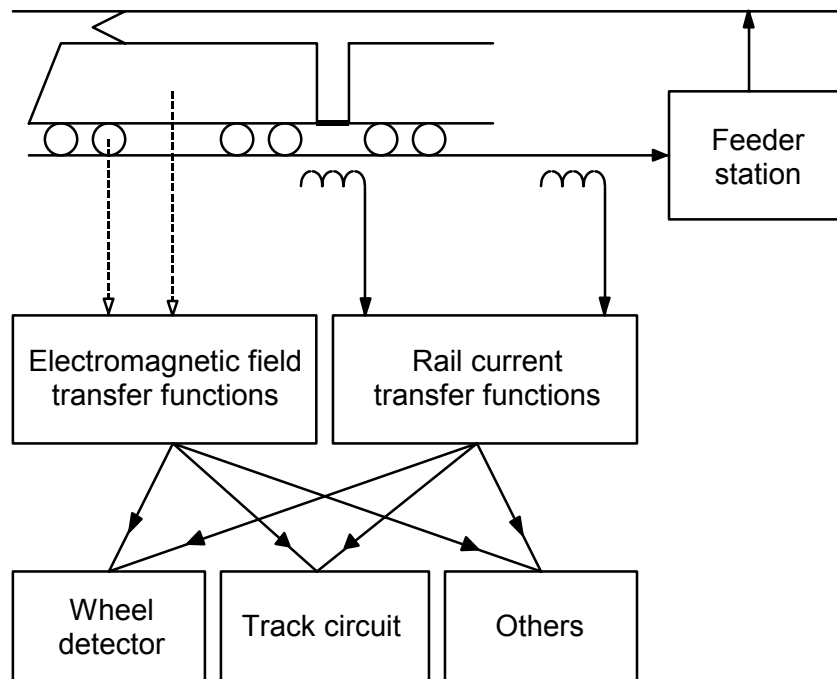 Feeder
station
Electromagnetic field
transfer functions
Rail current
transfer functions
Wheel
detector
Track circuit
Others